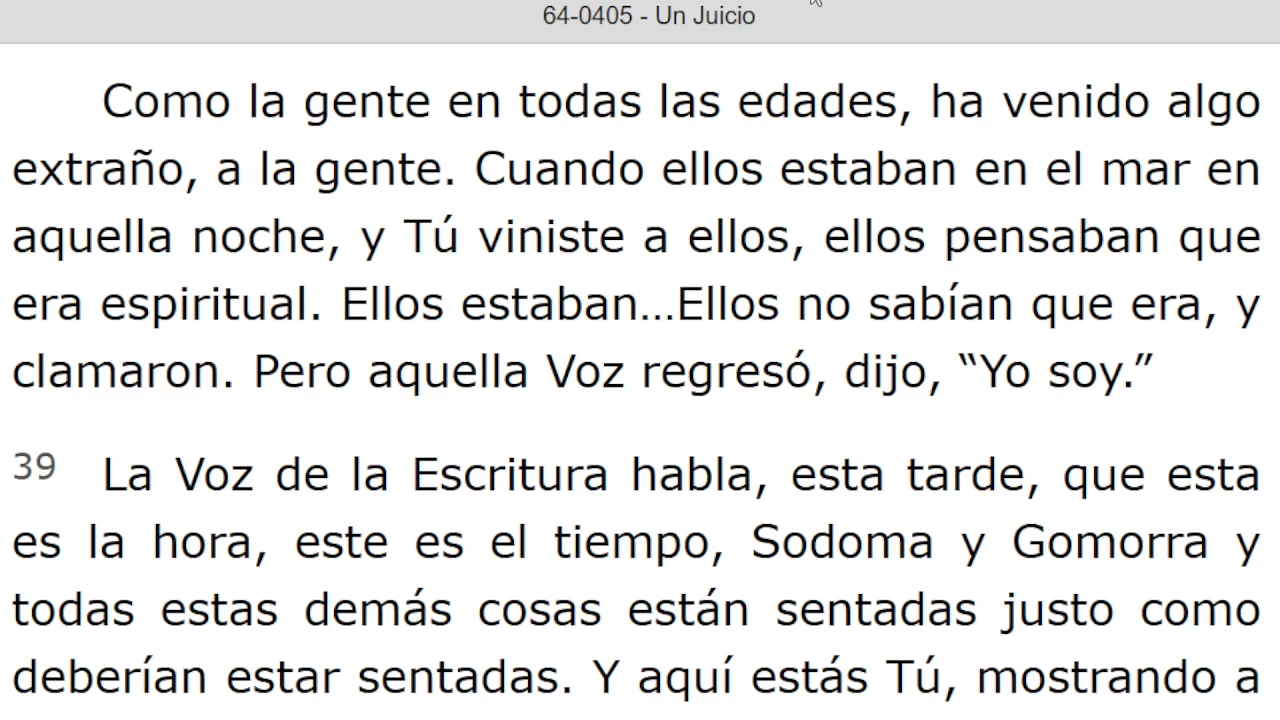 64-0405 - Un Juicio
Como la gente en todas las edades, ha venido algo
extraño, a la gente. Cuando ellos estaban en el mar en
aquella noche, y Tú viniste a ellos, ellos pensaban que
era espiritual. Ellos estaban...Ellos no sabían que era, y
clamaron. Pero aquella Voz regresó, dijo, “Yo soy.”
39 La Voz de la Escritura habla, esta tarde, que esta
es la hora, este es el tiempo, Sodoma y Gomorra y
todas estas demás cosas están sentadas justo como
deberían estar sentadas. Y aquí estás Tú, mostrando a